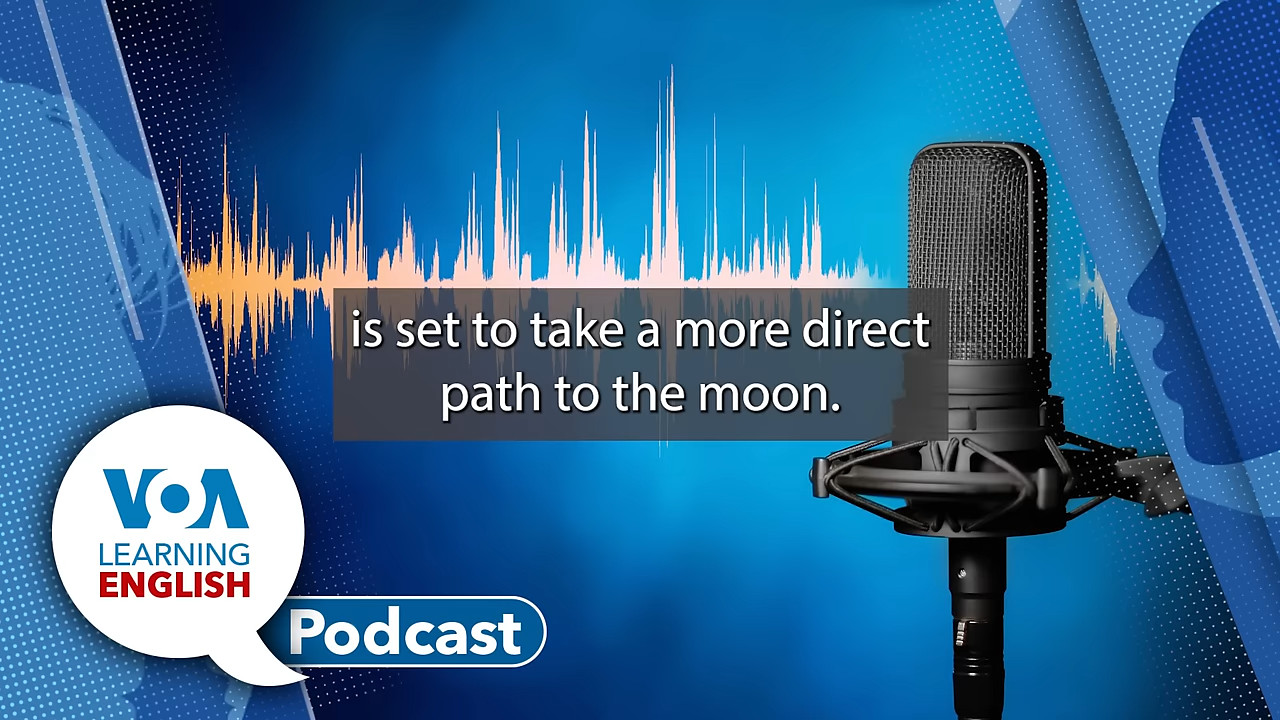 is set to take a more direct
path to the moon.
VOA
LEARNING
ENGLISH
Podcast